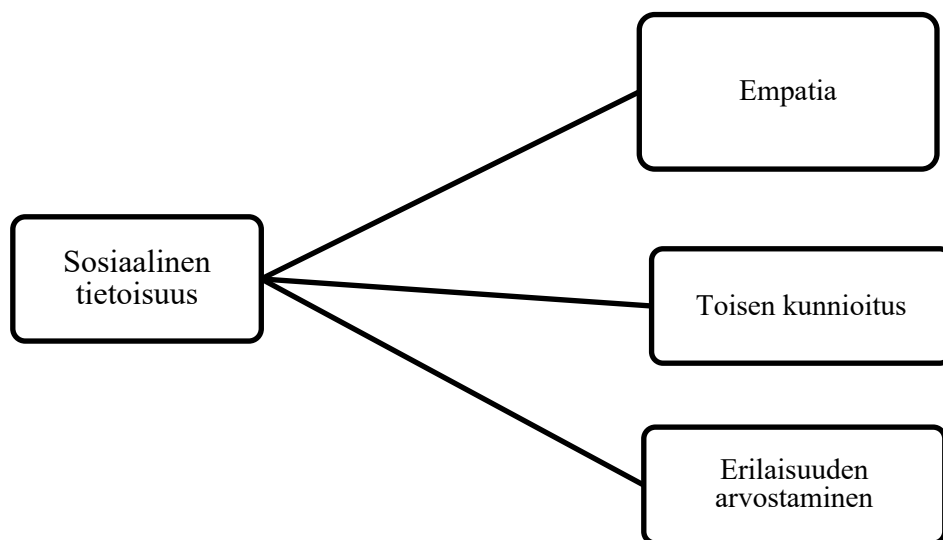 Empatia
Sosiaalinen
tietoisuus
Toisen kunnioitus
Erilaisuuden
arvostaminen